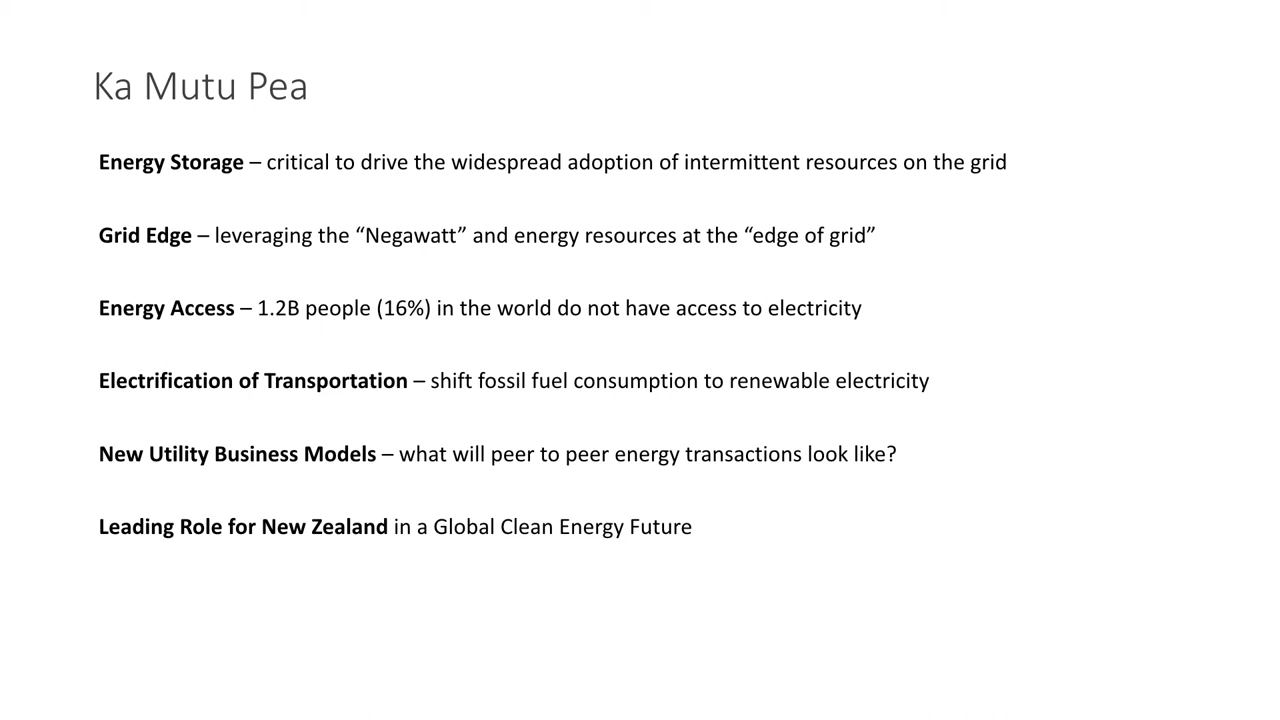 Ka Mutu Pea
Energy Storage – critical to drive the widespread adoption of intermittent resources on the grid
Grid Edge – leveraging the “Negawatt” and energy resources at the “edge of grid”
Energy Access – 1.2B people (16%) in the world do not have access to electricity
Electrification of Transportation – shift fossil fuel consumption to renewable electricity
New Utility Business Models – what will peer to peer energy transactions look like?
Leading Role for New Zealand in a Global Clean Energy Future